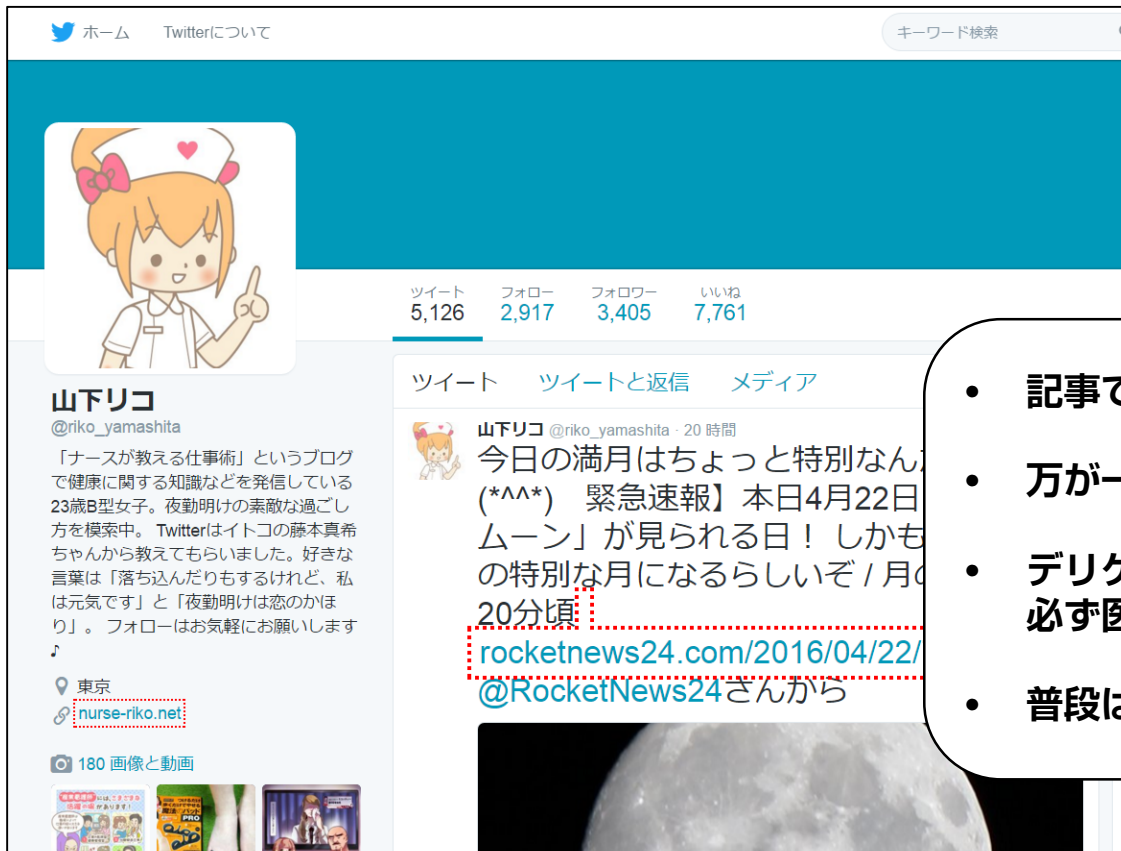 ホーム Twitterについて
キーワード検索
ツイート フォロー フォロワー いいね
5,126 2,917 3,405 7,761
山下リコ
@riko_yamashita
「ナースが教える仕事術」というブログ
で健康に関する知識などを発信している
23歳B型女子。夜勤明けの素敵な過ごし
方を模索中。 Twitterはイトコの藤本真希
ちゃんから教えてもらいました。好きな
言葉は「落ち込んだりもするけれど、私
は元気です」と「夜勤明けは恋のかほ
り」。 フォローはお気軽にお願いします
♪
東京
nurse-riko.net
180 画像と動画
ツイート ツイートと返信 メディア
山下リコ @riko_yamashita · 20 時間
今日の満月はちょっと特別なん
(*^^*) 緊急速報】本日4月22日
ムーン」が見られる日！ しかも
の特別な月になるらしいぞ / 月の
20分頃
rocketnews24.com/2016/04/22/
@RocketNews24さんから
• 記事で
• 万が一
• デリケ
必ず医
• 普段は